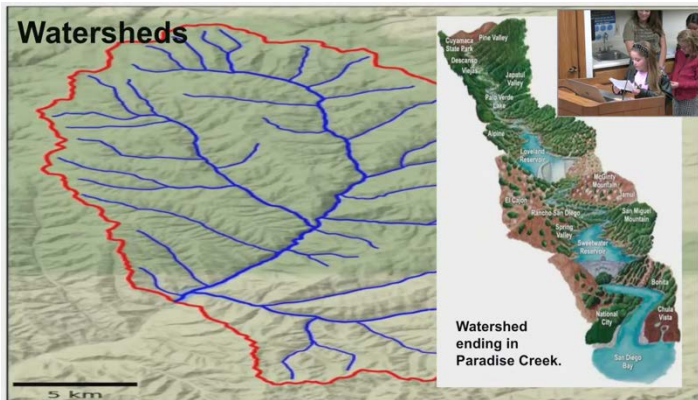 Watersheds
Cuyamaca
State Park
Pine Valley
Descanso
Viejas
Japatul
Valley
Palo Verde
Lake
Alpine
Loveland
Reservoir
McGinty
Mountain
Jamul
El Cajon
Rancho San Diego
San Miguel
Mountain
Spring
Valley
Sweetwater
Reservoir
Bonita
National
City
Chula
Vista
San Diego
Bay
Watershed
ending in
Paradise Creek.
5 km